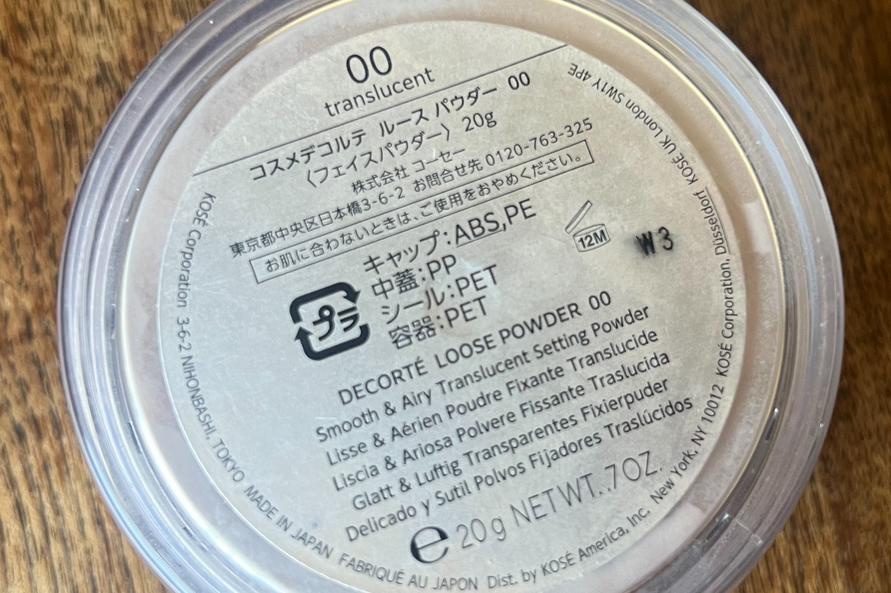 00
translucent
コスメデコルテ ルース パウダー 00
〈フェイスパウダー〉 20g
株式会社 コーセー
東京都中央区日本橋3-6-2 お問合せ先 0120-763-325
お肌に合わないときは、ご使用をおやめください。
キャップ:ABS,PE
中蓋:PP
シール:PET
容器:PET
プラ
12M
W3
DECORTÉ LOOSE POWDER 00
Smooth & Airy Translucent Setting Powder
Lisse & Aérien Poudre Fixante Translucide
Liscia & Ariosa Polvere Fissante Traslucida
Glatt & Luftig Transparentes Fixierpuder
Delicado y Sutil Polvos Fijadores Traslúcidos
e 20g NET WT. .7 OZ.
KOSÉ Corporation 3-6-2 NIHONBASHI, TOKYO MADE IN JAPAN FABRIQUÉ AU JAPON Dist. by KOSÉ America, Inc. New York, NY 10012 KOSÉ Corporation, Düsseldorf KOSÉ UK London SW1Y 4PE